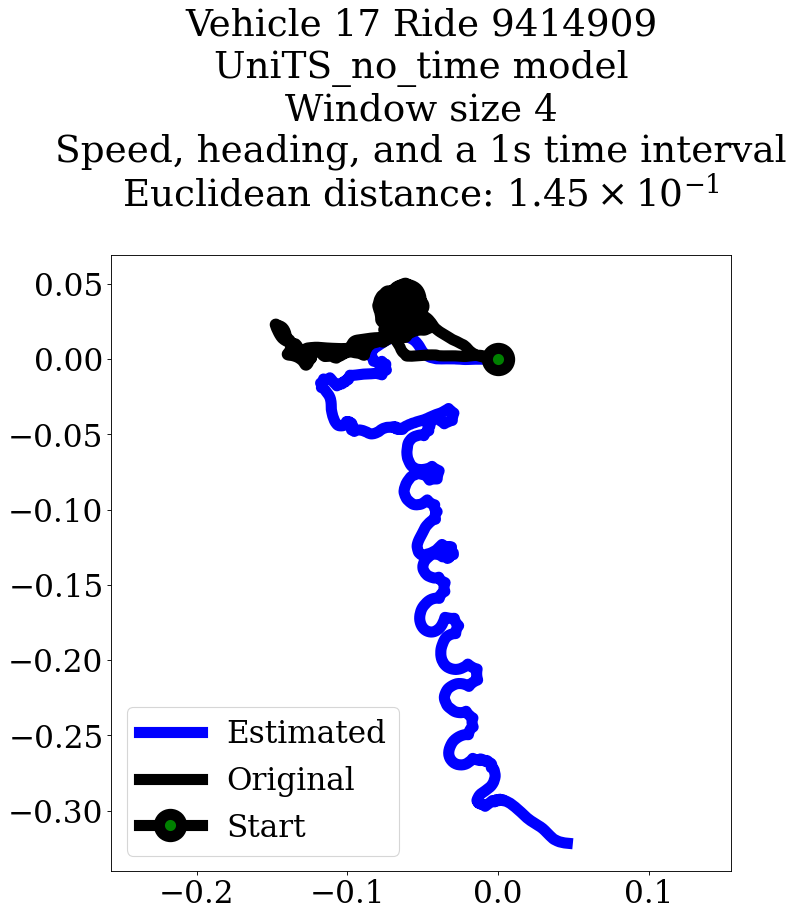 Vehicle 17 Ride 9414909
UniTS_no_time model
Window size 4
Speed, heading, and a 1s time interval
Euclidean distance: 1.45 × 10⁻¹
0.05
0.00
−0.05
−0.10
−0.15
−0.20
−0.25
−0.30
Estimated
Original
Start
−0.2
−0.1
0.0
0.1